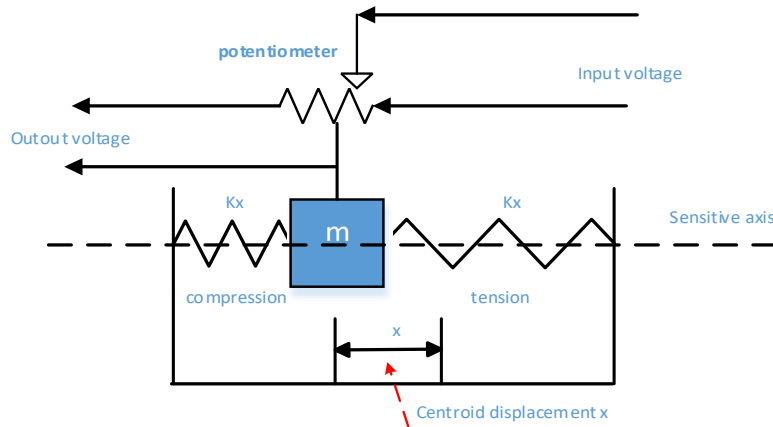 potentiometer
Input voltage
Outout voltage
Kx
Kx
Sensitive axis
m
compression
tension
x
Centroid displacement x